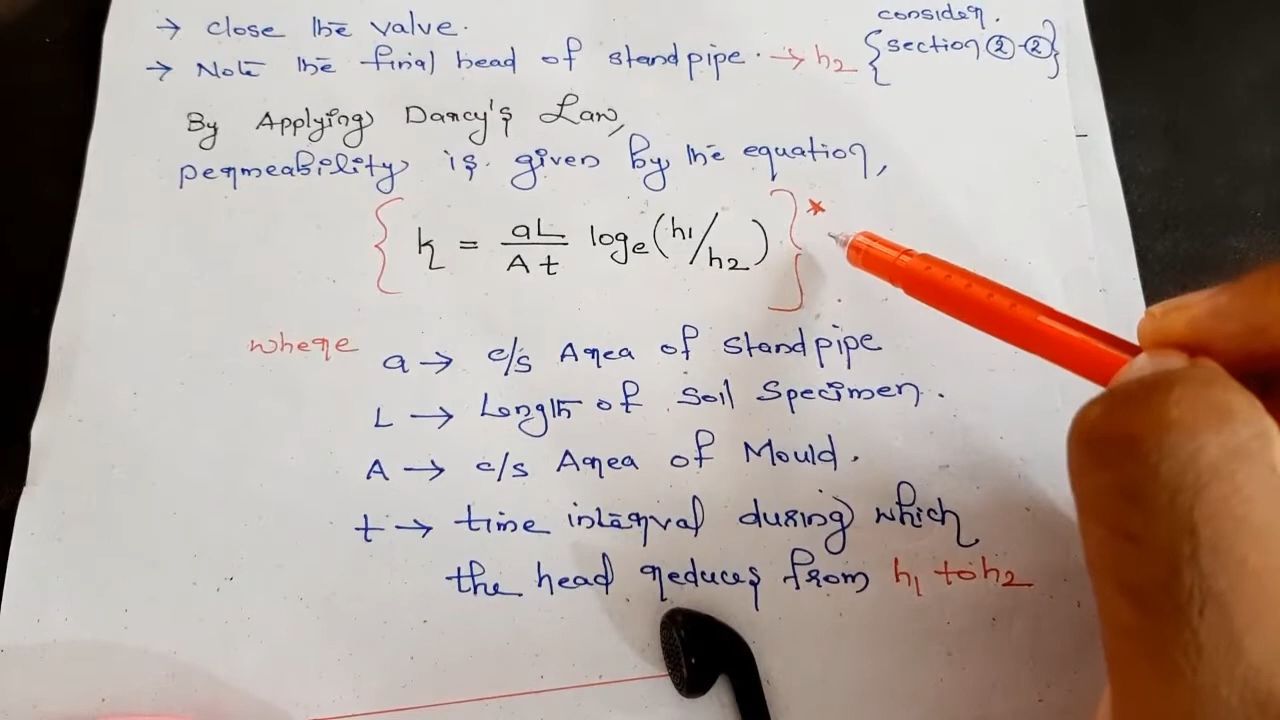 → close the valve.
→ Note the final head of standpipe. → h2 {consider. section ②-②}
By Applying Darcy's Law,
permeability is given by the equation,
{ k = aL / At loge (h1/h2) } *
where a → c/s Area of standpipe
L → Length of Soil Specimen.
A → c/s Area of Mould.
t → time interval during which
the head reduces from h1 to h2